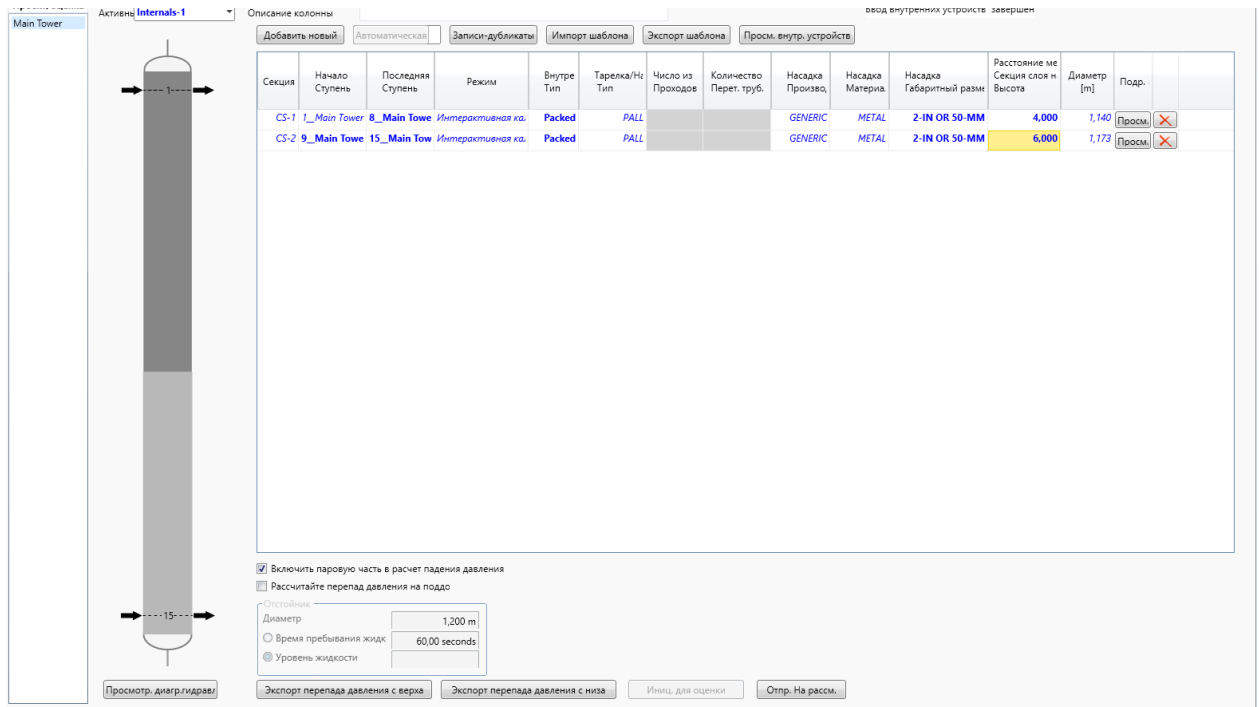 Main Tower
Активнь Internals-1
Описание колонны
ввод внутренних устройств завершен
Добавить новый Автоматическая Записи-дубликаты Импорт шаблона Экспорт шаблона Просм. внутр. устройств
Секция Начало Ступень Последняя Ступень Режим Внутре Тип Тарелка/На Тип Число из Проходов Количество Перет. труб. Насадка Произво, Насадка Материа. Насадка Габаритный разме Расстояние ме Секция слоя н Высота Диаметр [m] Подр.
CS-1 1__Main Tower 8__Main Towe Интерактивная ка. Packed PALL GENERIC METAL 2-IN OR 50-MM 4,000 1,140 Просм.
CS-2 9__Main Towe 15__Main Tow Интерактивная ка. Packed PALL GENERIC METAL 2-IN OR 50-MM 6,000 1,173 Просм.
1
15
Включить паровую часть в расчет падения давления
Рассчитайте перепад давления на поддо
Отстойник
Диаметр 1,200 m
Время пребывания жидк 60,00 seconds
Уровень жидкости
Просмотр. диагр.гидравл Экспорт перепада давления с верха Экспорт перепада давления с низа Иниц. для оценки Отпр. На рассм.